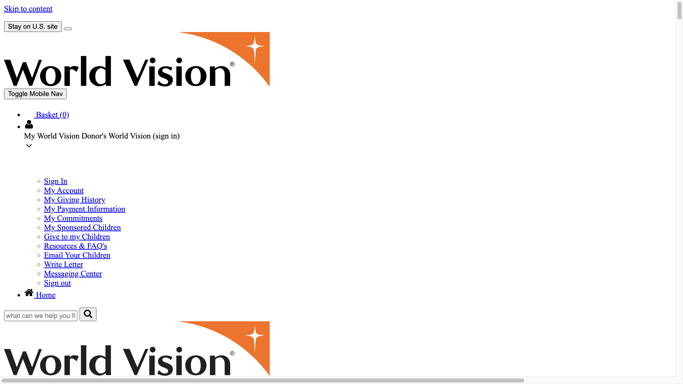 Skip to content
Stay on U.S. site
World Vision®
Toggle Mobile Nav
Basket (0)
My World Vision Donor's World Vision (sign in)
Sign In
My Account
My Giving History
My Payment Information
My Commitments
My Sponsored Children
Give to my Children
Resources & FAQ's
Email Your Children
Write Letter
Messaging Center
Sign out
Home
what can we help you fi
World Vision®